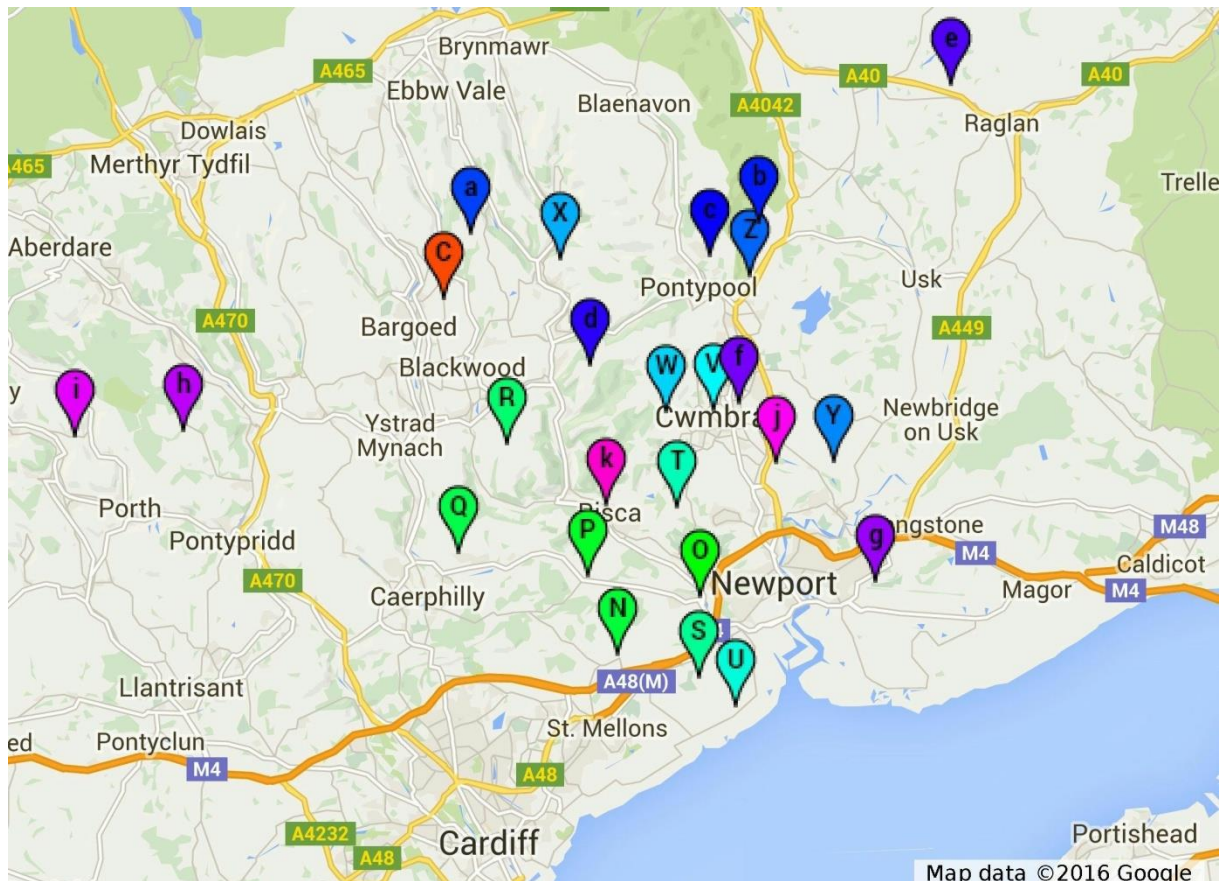 Brynmawr
e
A465
A40
A40
Ebbw Vale
Blaenavon
A4042
Raglan
Dowlais
A465
Merthyr Tydfil
b
Trelle
a
X
c
Z
Aberdare
C
Usk
Pontypool
A470
d
A449
Bargoed
Blackwood
W
V
f
y
i
h
R
Cwmbra
j
Y
Newbridge
on Usk
Ystrad
Mynach
k
T
Porth
Q
Risca
P
g
ngstone
M48
Pontypridd
O
M4
Caldicot
A470
Newport
Magor
M4
Caerphilly
N
S
4
U
Llantrisant
A48(M)
St. Mellons
ed
Pontyclun
M4
A48
A4232
Cardiff
A48
Portishead
Map data ©2016 Google